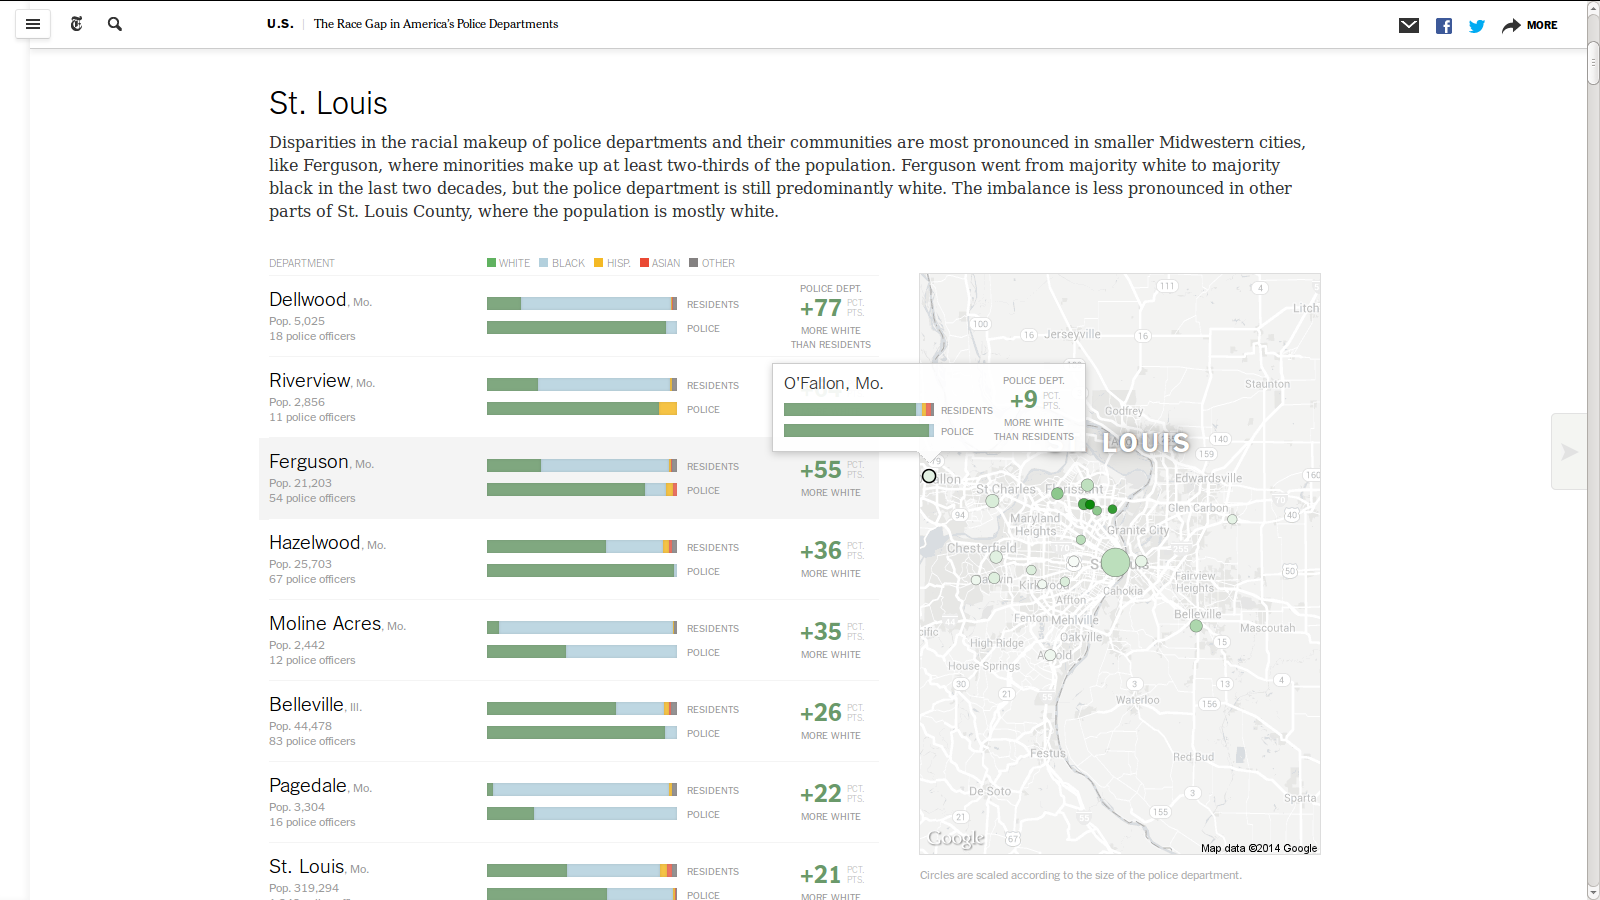 U.S. The Race Gap in America's Police Departments
MORE
St. Louis
Disparities in the racial makeup of police departments and their communities are most pronounced in smaller Midwestern cities,
like Ferguson, where minorities make up at least two-thirds of the population. Ferguson went from majority white to majority
black in the last two decades, but the police department is still predominantly white. The imbalance is less pronounced in other
parts of St. Louis County, where the population is mostly white.
DEPARTMENT WHITE BLACK HISP. ASIAN OTHER
Dellwood, Mo.
Pop. 5,025
18 police officers
RESIDENTS
POLICE
POLICE DEPT.
+77 PCT. PTS.
MORE WHITE
THAN RESIDENTS
Riverview, Mo.
Pop. 2,856
11 police officers
RESIDENTS
POLICE
Ferguson, Mo.
Pop. 21,203
54 police officers
RESIDENTS
POLICE
+55 PCT. PTS.
MORE WHITE
Hazelwood, Mo.
Pop. 25,703
67 police officers
RESIDENTS
POLICE
+36 PCT. PTS.
MORE WHITE
Moline Acres, Mo.
Pop. 2,442
12 police officers
RESIDENTS
POLICE
+35 PCT. PTS.
MORE WHITE
Belleville, Ill.
Pop. 44,478
83 police officers
RESIDENTS
POLICE
+26 PCT. PTS.
MORE WHITE
Pagedale, Mo.
Pop. 3,304
16 police officers
RESIDENTS
POLICE
+22 PCT. PTS.
MORE WHITE
St. Louis, Mo.
Pop. 319,294
RESIDENTS
POLICE
+21 PCT. PTS.
MORE WHITE
O'Fallon, Mo.
RESIDENTS
POLICE
POLICE DEPT.
+9 PCT. PTS.
MORE WHITE
THAN RESIDENTS
111
4
Litch
100
16
Jerseyville
16
Staunton
Godfrey
LOUIS
140
159
79
Edwardsville
160
St Charles
Florissant
94
Glen Carbon
40
Maryland
Heights
Granite City
Chesterfield
50
Kirkwood
Fairview
Heights
Cahokia
Affton
Belleville
Fenton
Mehlville
Mascoutah
Oakville
High Ridge
15
Arnold
House Springs
30
21
3
13
4
Waterloo
156
Festus
Red Bud
De Soto
3
Sparta
21
55
155
67
Google
Map data ©2014 Google
Circles are scaled according to the size of the police department.